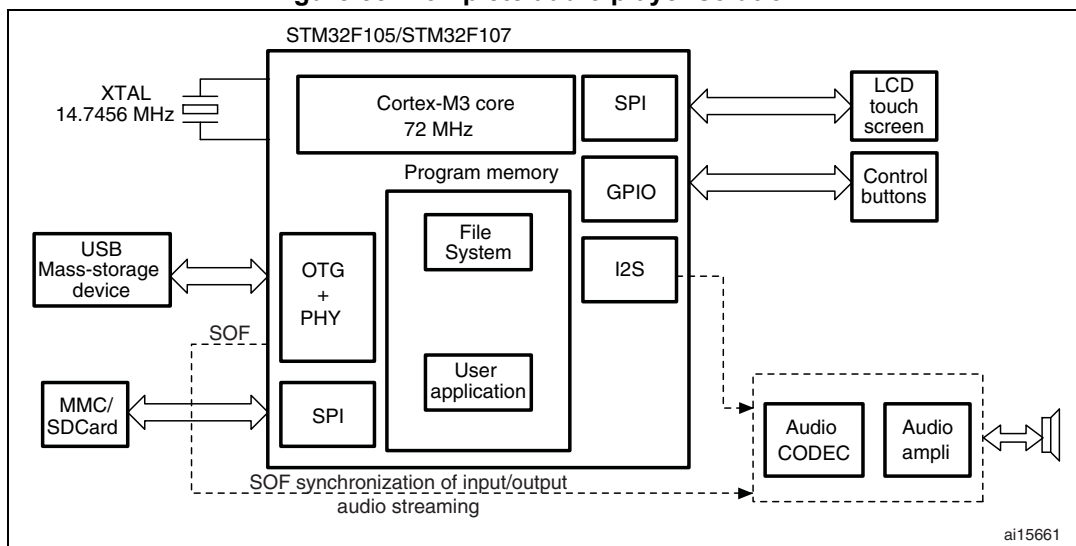 STM32F105/STM32F107
XTAL
14.7456 MHz
Cortex-M3 core
72 MHz
SPI
LCD
touch
screen
Program memory
GPIO
Control
buttons
File
System
USB
Mass-storage
device
OTG
+
PHY
I2S
SOF
User
application
MMC/
SDCard
SPI
Audio
CODEC
Audio
ampli
SOF synchronization of input/output
audio streaming
ai15661